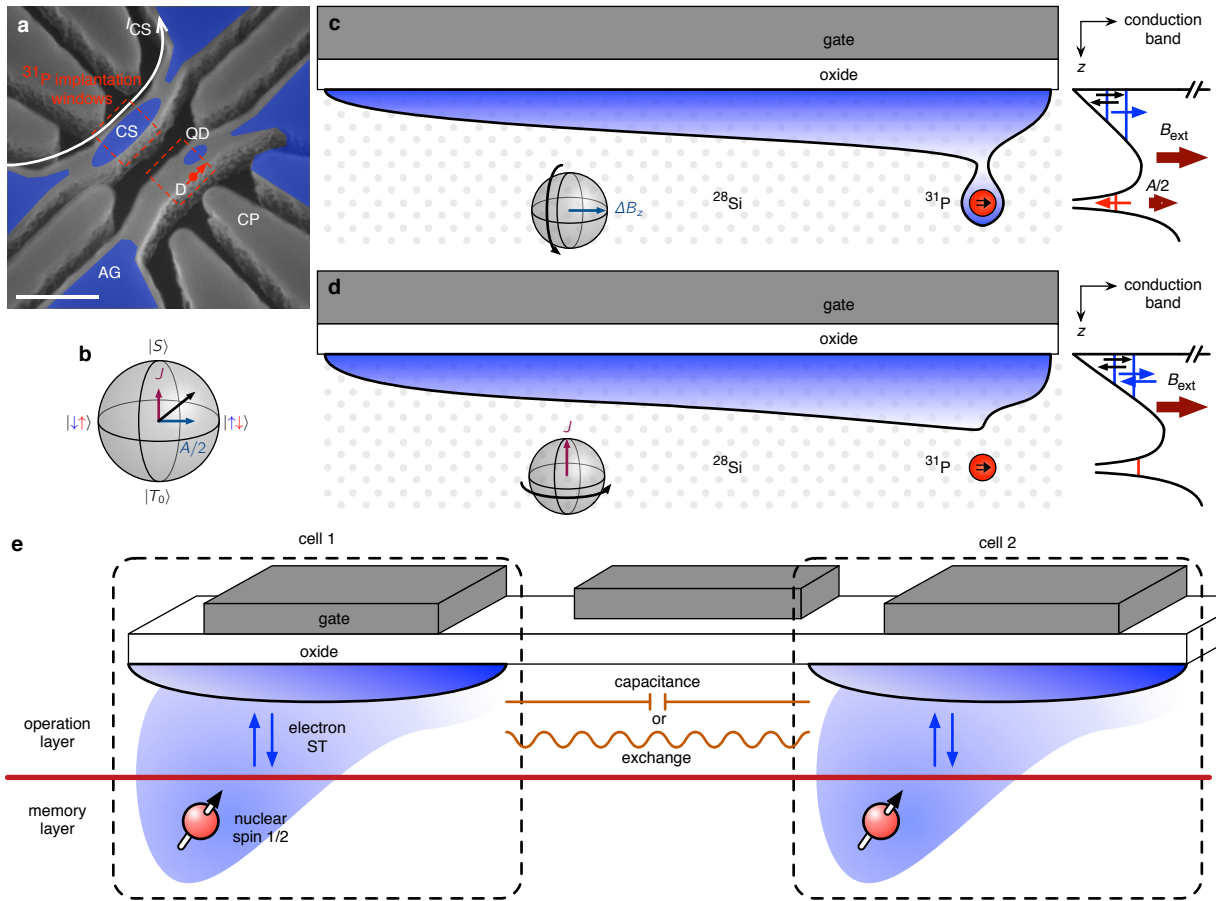 a
I_CS
31P implantation
windows
CS
QD
D
CP
AG
b
|S⟩
J
|↓↑⟩
|↑↓⟩
A/2
|T0⟩
c
gate
oxide
ΔB_z
28Si
31P
conduction
band
z
B_ext
A/2
d
gate
oxide
J
28Si
31P
conduction
band
z
B_ext
e
cell 1
cell 2
gate
oxide
capacitance
or
exchange
operation
layer
electron
ST
memory
layer
nuclear
spin 1/2